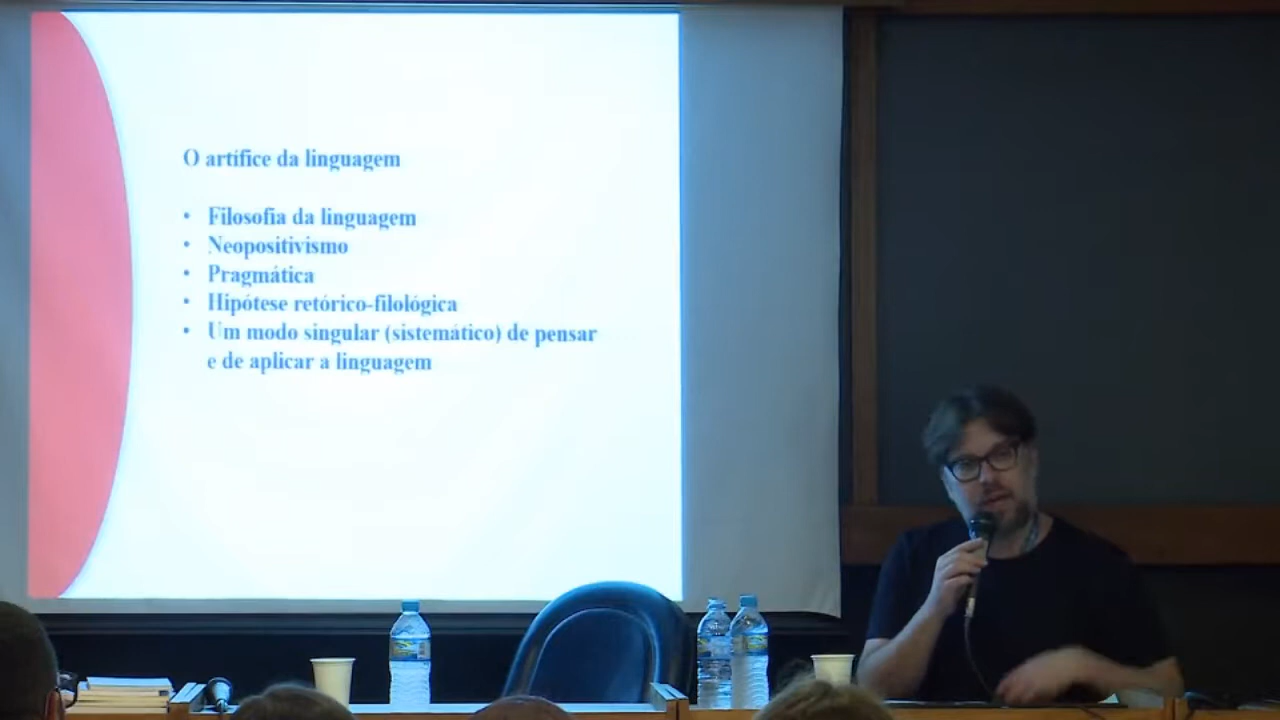 O artífice da linguagem
• Filosofia da linguagem
• Neopositivismo
• Pragmática
• Hipótese retórico-filológica
• Um modo singular (sistemático) de pensar
e de aplicar a linguagem